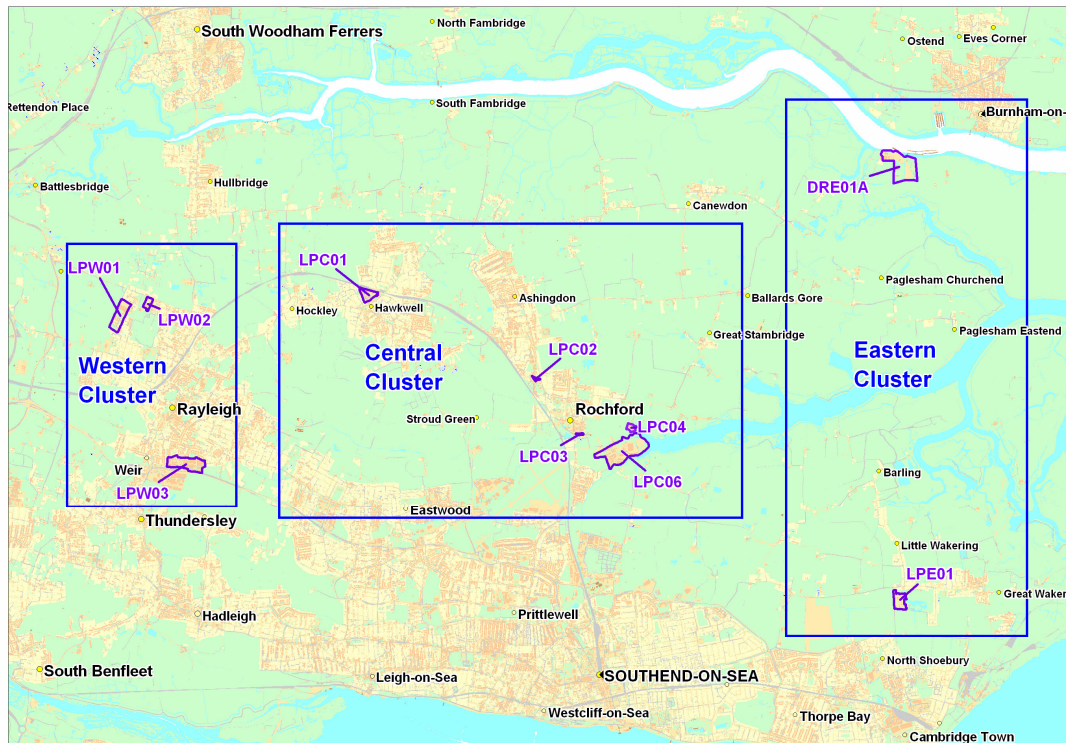 North Fambridge
South Woodham Ferrers
Ostend
Eves Corner
Rettendon Place
South Fambridge
Burnham-on-
Battlesbridge
Hullbridge
DRE01A
Canewdon
LPC01
LPW01
Paglesham Churchend
Ballards Gore
Ashingdon
Hockley
Hawkwell
LPW02
Great Stambridge
Paglesham Eastend
LPC02
Western
Cluster
Central
Cluster
Eastern
Cluster
Rayleigh
Stroud Green
Rochford
LPC04
LPC03
Weir
LPW03
LPC06
Barling
Eastwood
Thundersley
Little Wakering
LPE01
Great Waker
Hadleigh
Prittlewell
North Shoebury
South Benfleet
Leigh-on-Sea
SOUTHEND-ON-SEA
Westcliff-on-Sea
Thorpe Bay
Cambridge Town